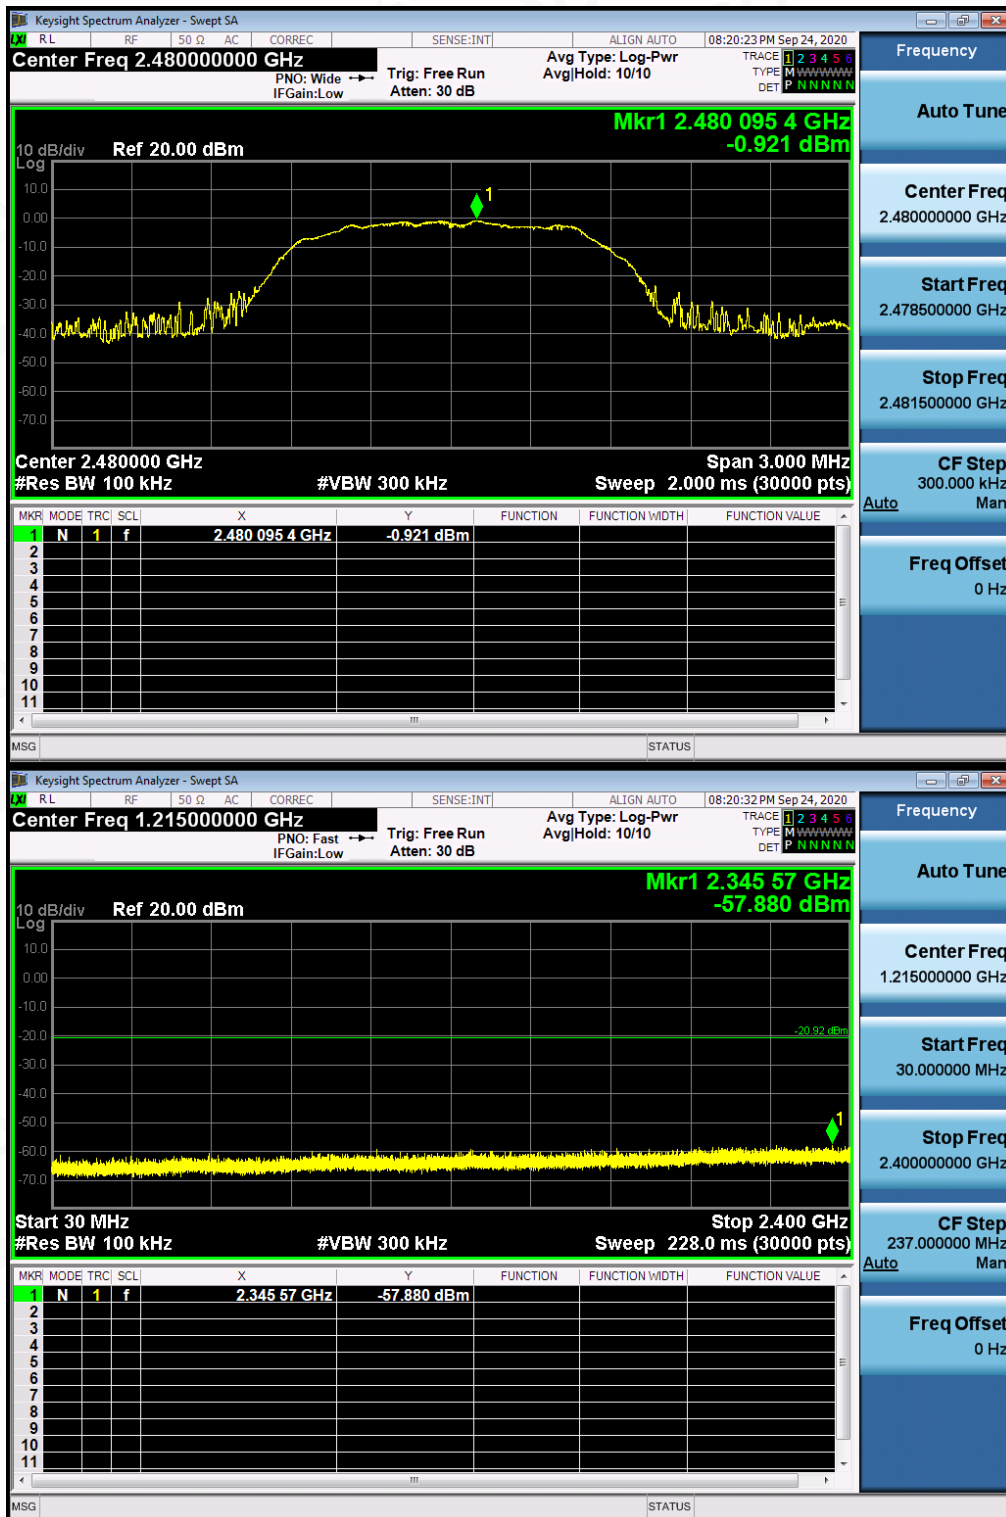 Keysight Spectrum Analyzer - Swept SA
LXI RL RF 50 Ω AC CORREC SENSE:INT ALIGN AUTO 08:20:23 PM Sep 24, 2020
Center Freq 2.480000000 GHz
PNO: Wide
IFGain:Low
Trig: Free Run
Atten: 30 dB
Avg Type: Log-Pwr
Avg|Hold: 10/10
TRACE 1 2 3 4 5 6
TYPE M WWWWW
DET P N N N N N
Mkr1 2.480 095 4 GHz
-0.921 dBm
10 dB/div Ref 20.00 dBm
Log
10.0
0.00
-10.0
-20.0
-30.0
-40.0
-50.0
-60.0
-70.0
1
Center 2.480000 GHz Span 3.000 MHz
#Res BW 100 kHz #VBW 300 kHz Sweep 2.000 ms (30000 pts)
MKR MODE TRC SCL X Y FUNCTION FUNCTION WIDTH FUNCTION VALUE
1 N 1 f 2.480 095 4 GHz -0.921 dBm
2
3
4
5
6
7
8
9
10
11
MSG STATUS
Frequency
Auto Tune
Center Freq
2.480000000 GHz
Start Freq
2.478500000 GHz
Stop Freq
2.481500000 GHz
CF Step
300.000 kHz
Auto Man
Freq Offset
0 Hz
Keysight Spectrum Analyzer - Swept SA
LXI RL RF 50 Ω AC CORREC SENSE:INT ALIGN AUTO 08:20:32 PM Sep 24, 2020
Center Freq 1.215000000 GHz
PNO: Fast
IFGain:Low
Trig: Free Run
Atten: 30 dB
Avg Type: Log-Pwr
Avg|Hold: 10/10
TRACE 1 2 3 4 5 6
TYPE M WWWWW
DET P N N N N N
Mkr1 2.345 57 GHz
-57.880 dBm
10 dB/div Ref 20.00 dBm
Log
10.0
0.00
-10.0
-20.0
-30.0
-40.0
-50.0
-60.0
-70.0
-20.92 dBm
1
Start 30 MHz Stop 2.400 GHz
#Res BW 100 kHz #VBW 300 kHz Sweep 228.0 ms (30000 pts)
MKR MODE TRC SCL X Y FUNCTION FUNCTION WIDTH FUNCTION VALUE
1 N 1 f 2.345 57 GHz -57.880 dBm
2
3
4
5
6
7
8
9
10
11
MSG STATUS
Frequency
Auto Tune
Center Freq
1.215000000 GHz
Start Freq
30.000000 MHz
Stop Freq
2.400000000 GHz
CF Step
237.000000 MHz
Auto Man
Freq Offset
0 Hz